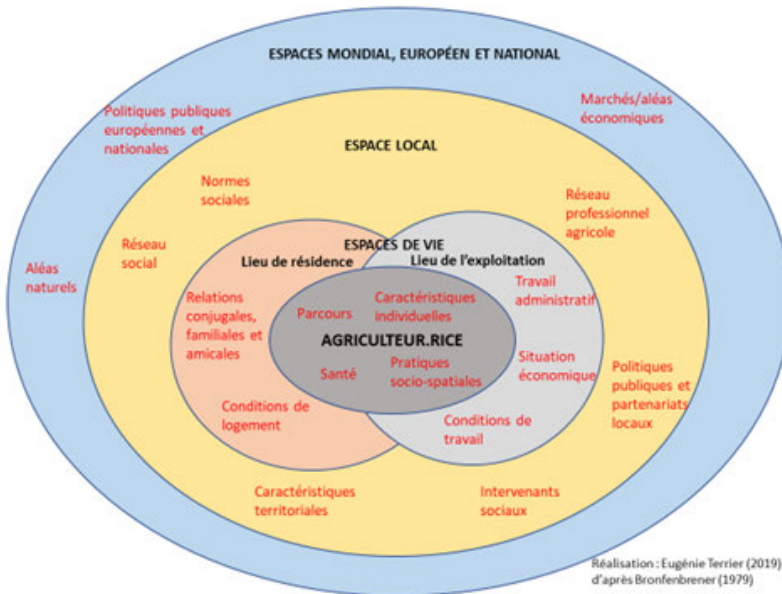 ESPACES MONDIAL, EUROPÉEN ET NATIONAL
Politiques publiques
européennes et
nationales
Marchés/aléas
économiques
ESPACE LOCAL
Normes
sociales
Réseau
professionnel
agricole
Réseau
social
Aléas
naturels
ESPACES DE VIE
Lieu de résidence
Lieu de l'exploitation
Travail
administratif
Relations
conjugales,
familiales et
amicales
Parcours
Caractéristiques
individuelles
AGRICULTEUR.RICE
Santé
Pratiques
socio-spatiales
Situation
économique
Politiques
publiques et
partenariats
locaux
Conditions de
logement
Conditions de
travail
Caractéristiques
territoriales
Intervenants
sociaux
Réalisation : Eugénie Terrier (2019)
d'après Bronfenbrener (1979)